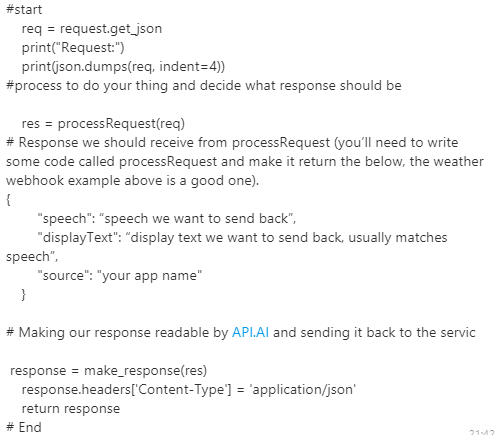 #start
req = request.get_json
print("Request:")
print(json.dumps(req, indent=4))
#process to do your thing and decide what response should be
res = processRequest(req)
# Response we should receive from processRequest (you’ll need to write
some code called processRequest and make it return the below, the weather
webhook example above is a good one).
{
"speech": “speech we want to send back”,
"displayText": “display text we want to send back, usually matches
speech”,
"source": "your app name"
}
# Making our response readable by API.AI and sending it back to the servic
response = make_response(res)
response.headers['Content-Type'] = 'application/json'
return response
# End
21:42